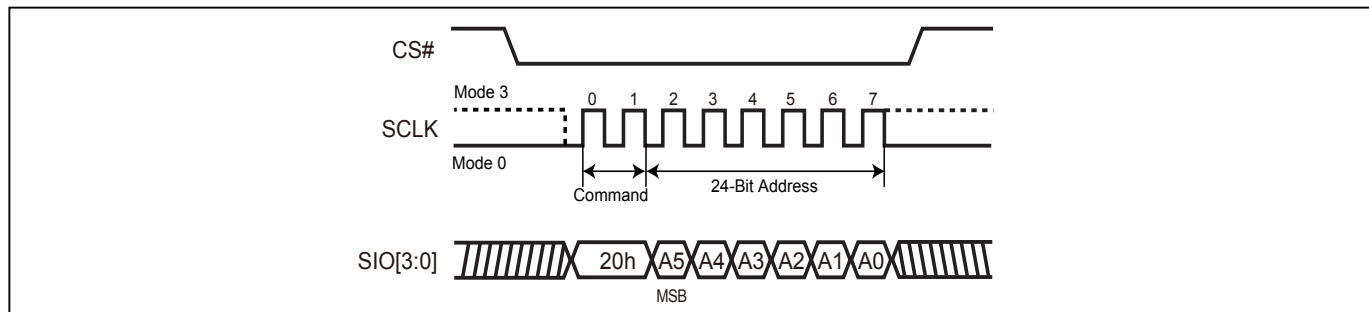 CS#
Mode 3
0 1 2 3 4 5 6 7
SCLK
Mode 0
Command
24-Bit Address
SIO[3:0]
20h A5 A4 A3 A2 A1 A0
MSB